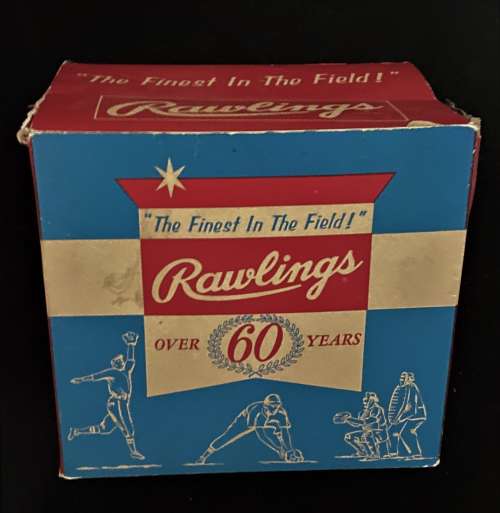 "The Finest In The Field!"
Rawlings
"The Finest In The Field!"
Rawlings
OVER 60 YEARS